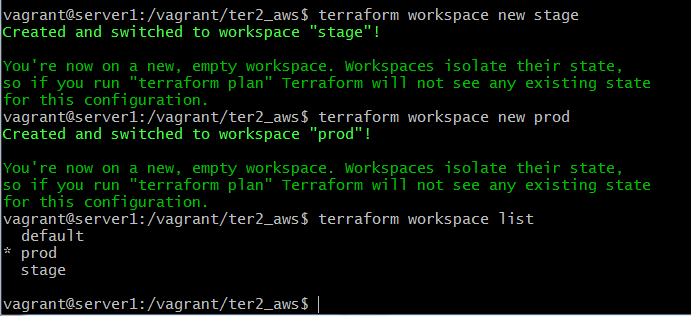 vagrant@server1:/vagrant/ter2_aws$ terraform workspace new stage
Created and switched to workspace "stage"!

You're now on a new, empty workspace. Workspaces isolate their state,
so if you run "terraform plan" Terraform will not see any existing state
for this configuration.
vagrant@server1:/vagrant/ter2_aws$ terraform workspace new prod
Created and switched to workspace "prod"!

You're now on a new, empty workspace. Workspaces isolate their state,
so if you run "terraform plan" Terraform will not see any existing state
for this configuration.
vagrant@server1:/vagrant/ter2_aws$ terraform workspace list
  default
* prod
  stage

vagrant@server1:/vagrant/ter2_aws$